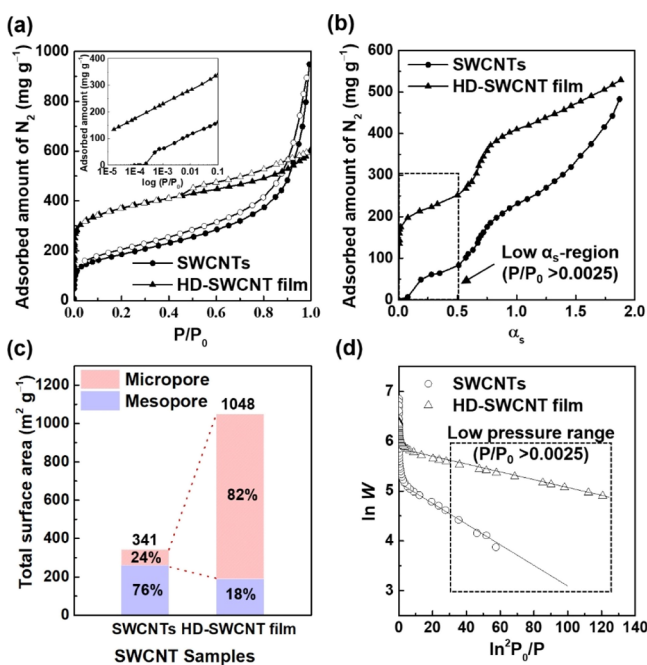 (a)
1000
800
600
400
200
0
Adsorbed amount of N2 (mg g-1)
400
300
200
100
0
Adsorbed amount (mg g-1)
1E-5 1E-4 1E-3 0.01 0.1
log (P/P0)
SWCNTs
HD-SWCNT film
0.0 0.2 0.4 0.6 0.8 1.0
P/P0
(b)
600
500
400
300
200
100
0
Adsorbed amount of N2 (mg g-1)
SWCNTs
HD-SWCNT film
Low αs-region
(P/P0 >0.0025)
0.0 0.5 1.0 1.5 2.0
αs
(c)
1200
1000
800
600
400
200
0
Total surface area (m2 g-1)
Micropore
Mesopore
1048
82%
341
24%
76%
18%
SWCNTs HD-SWCNT film
SWCNT Samples
(d)
7
6
5
4
3
ln W
SWCNTs
HD-SWCNT film
Low pressure range
(P/P0 >0.0025)
0 20 40 60 80 100 120 140
ln2P0/P